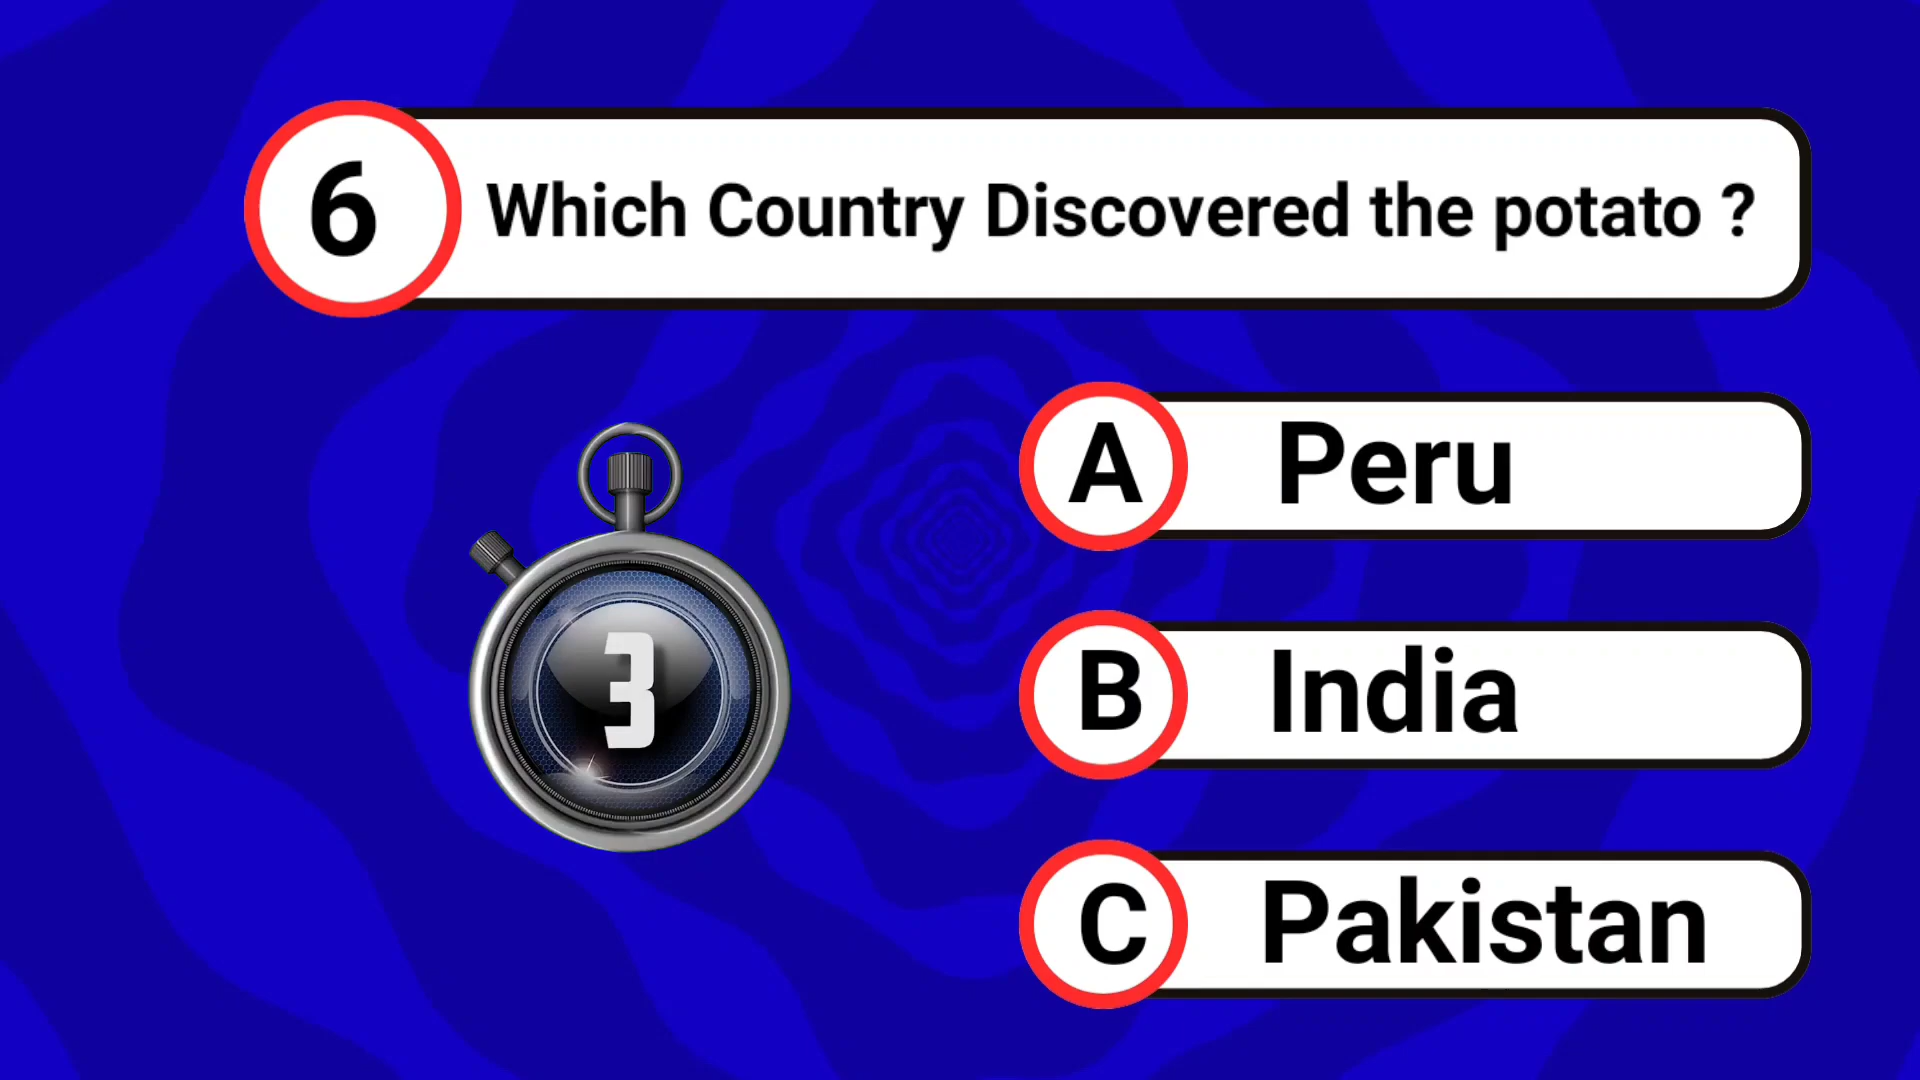 6 Which Country Discovered the potato ?
A Peru
3
B India
C Pakistan